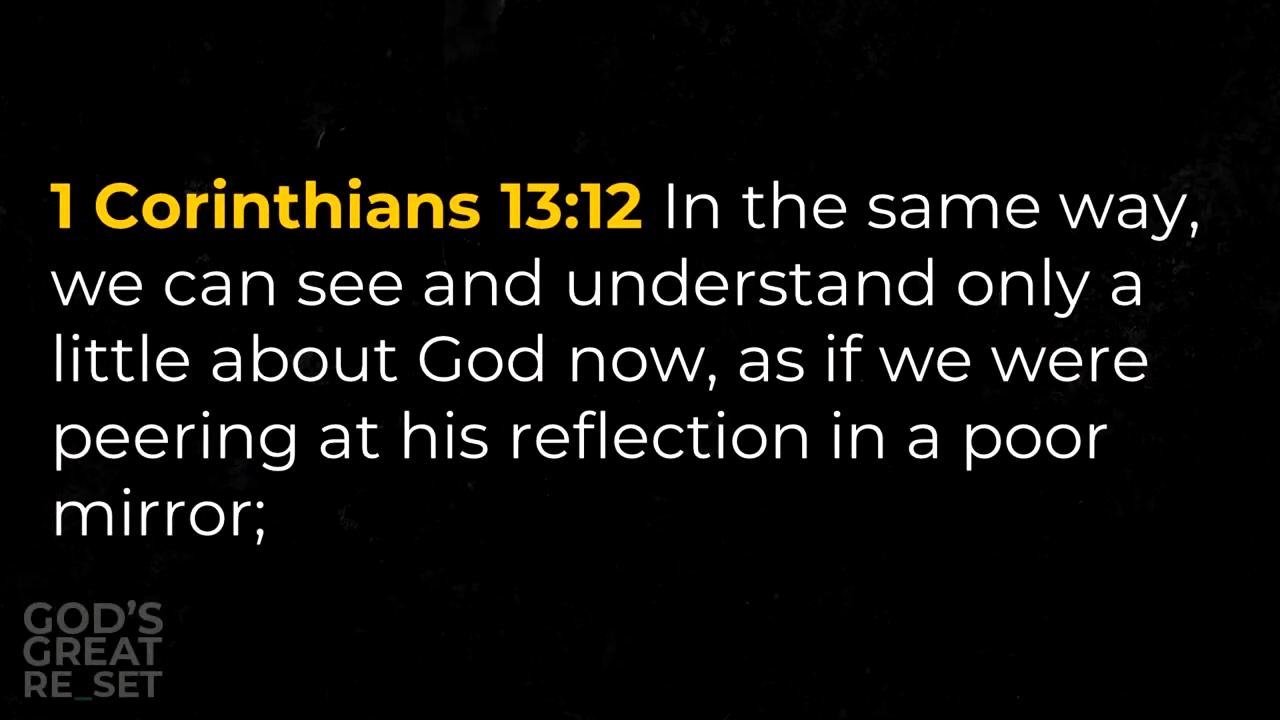 1 Corinthians 13:12 In the same way,
we can see and understand only a
little about God now, as if we were
peering at his reflection in a poor
mirror;
GOD'S
GREAT
RE_SET